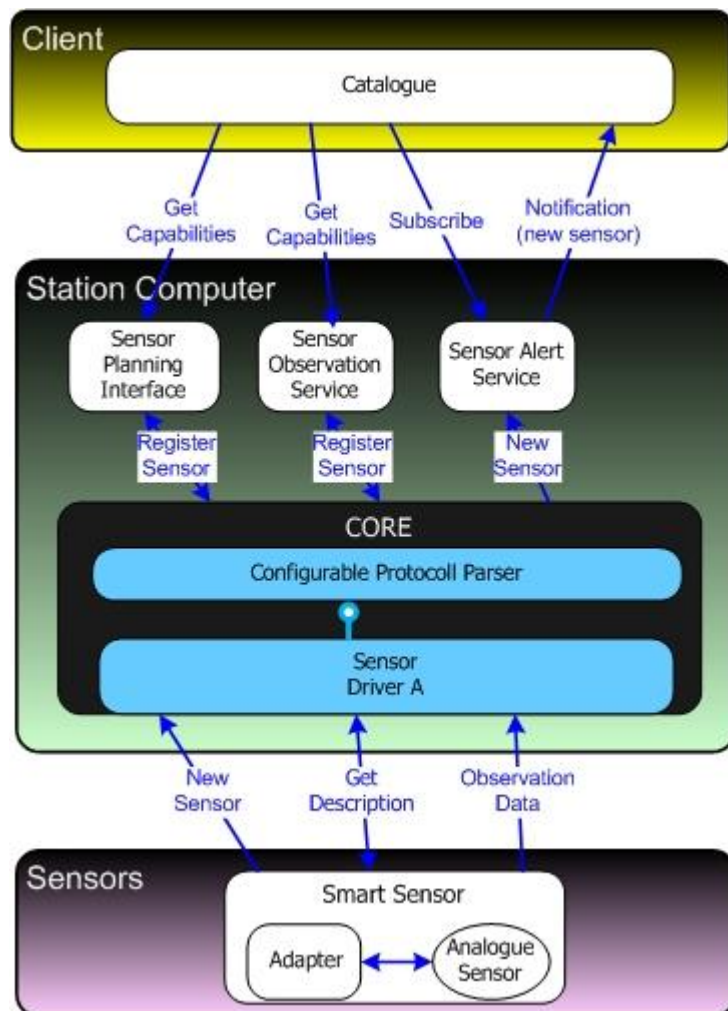 Client
Catalogue
Get
Capabilities
Get
Capabilities
Subscribe
Notification
(new sensor)
Station Computer
Sensor
Planning
Interface
Sensor
Observation
Service
Sensor Alert
Service
Register
Sensor
Register
Sensor
New
Sensor
CORE
Configurable Protocoll Parser
Sensor
Driver A
New
Sensor
Get
Description
Observation
Data
Sensors
Smart Sensor
Adapter
Analogue
Sensor